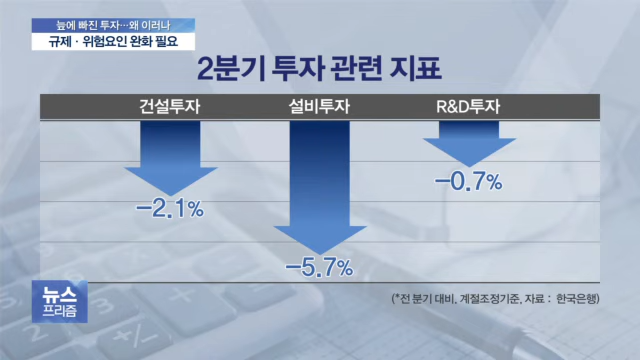 늪에 빠진 투자…왜 이러나
규제·위험요인 완화 필요
2분기 투자 관련 지표
건설투자 설비투자 R&D투자
-2.1% -5.7% -0.7%
(*전 분기 대비, 계절조정기준, 자료 : 한국은행)
뉴스
프리즘